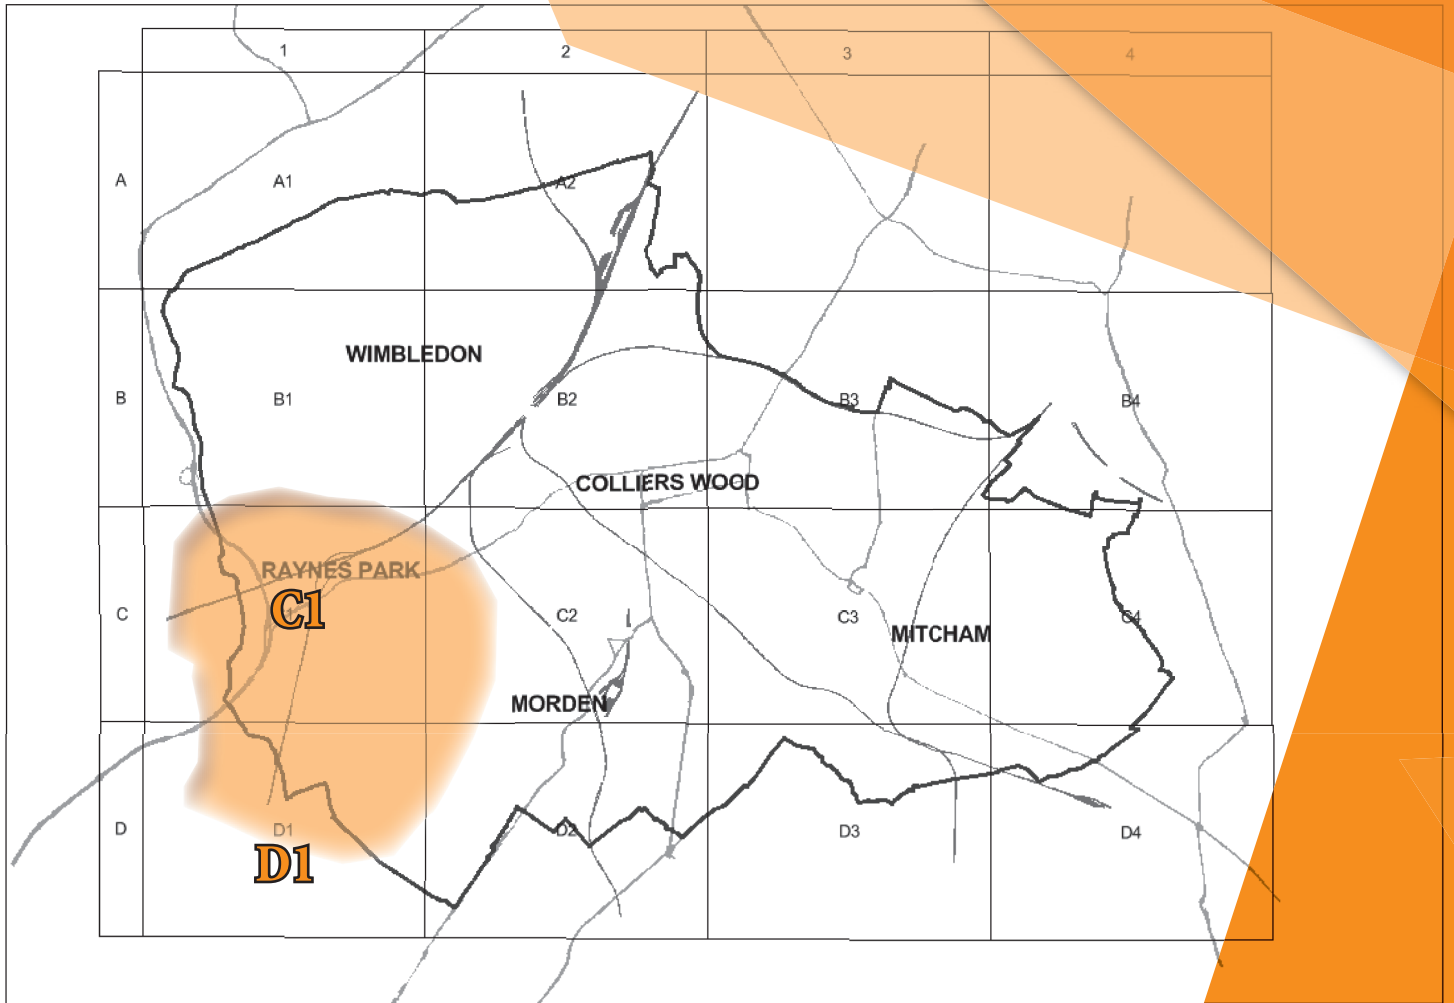 1
2
3
4
A
A1
A2
WIMBLEDON
B
B1
B2
B3
B4
COLLIERS WOOD
RAYNES PARK
C
C1
C2
C3
C4
MITCHAM
MORDEN
D
D1
D2
D3
D4
D1